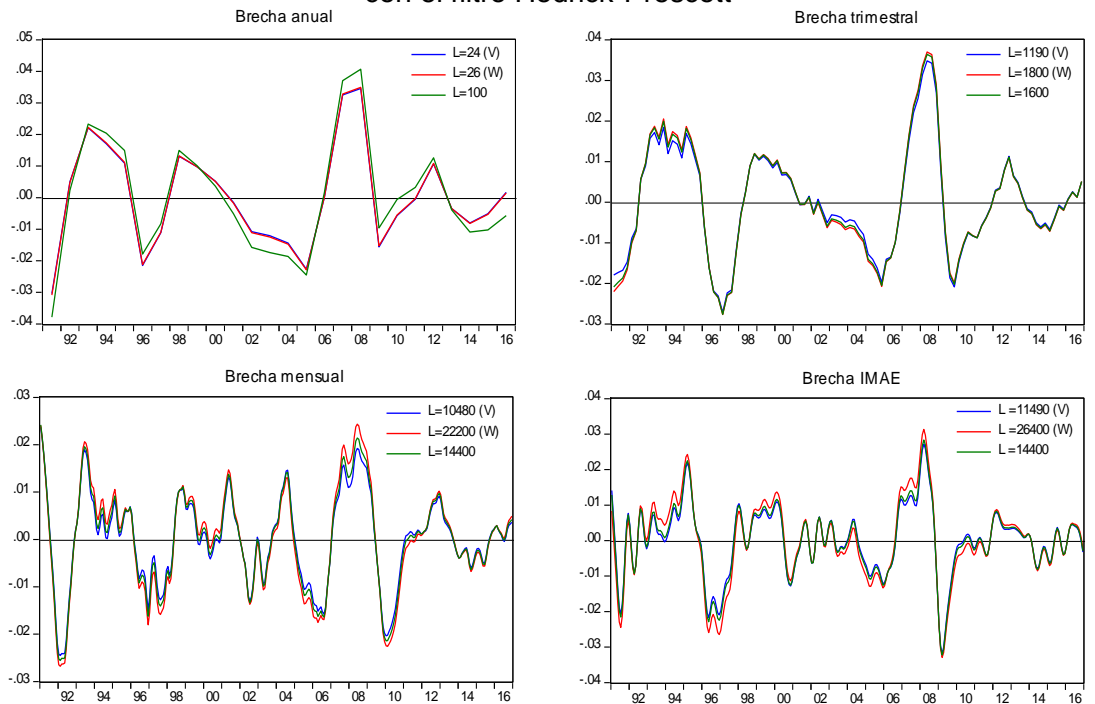 con el filtro Hodrick-Prescott
Brecha anual
.05
.04
.03
.02
.01
.00
-.01
-.02
-.03
-.04
92 94 96 98 00 02 04 06 08 10 12 14 16
L=24 (V)
L=26 (W)
L=100
Brecha trimestral
.04
.03
.02
.01
.00
-.01
-.02
-.03
92 94 96 98 00 02 04 06 08 10 12 14 16
L=1190 (V)
L=1800 (W)
L=1600
Brecha mensual
.03
.02
.01
.00
-.01
-.02
-.03
92 94 96 98 00 02 04 06 08 10 12 14 16
L=10480 (V)
L=22200 (W)
L=14400
Brecha IMAE
.04
.03
.02
.01
.00
-.01
-.02
-.03
-.04
92 94 96 98 00 02 04 06 08 10 12 14 16
L =11490 (V)
L =26400 (W)
L =14400